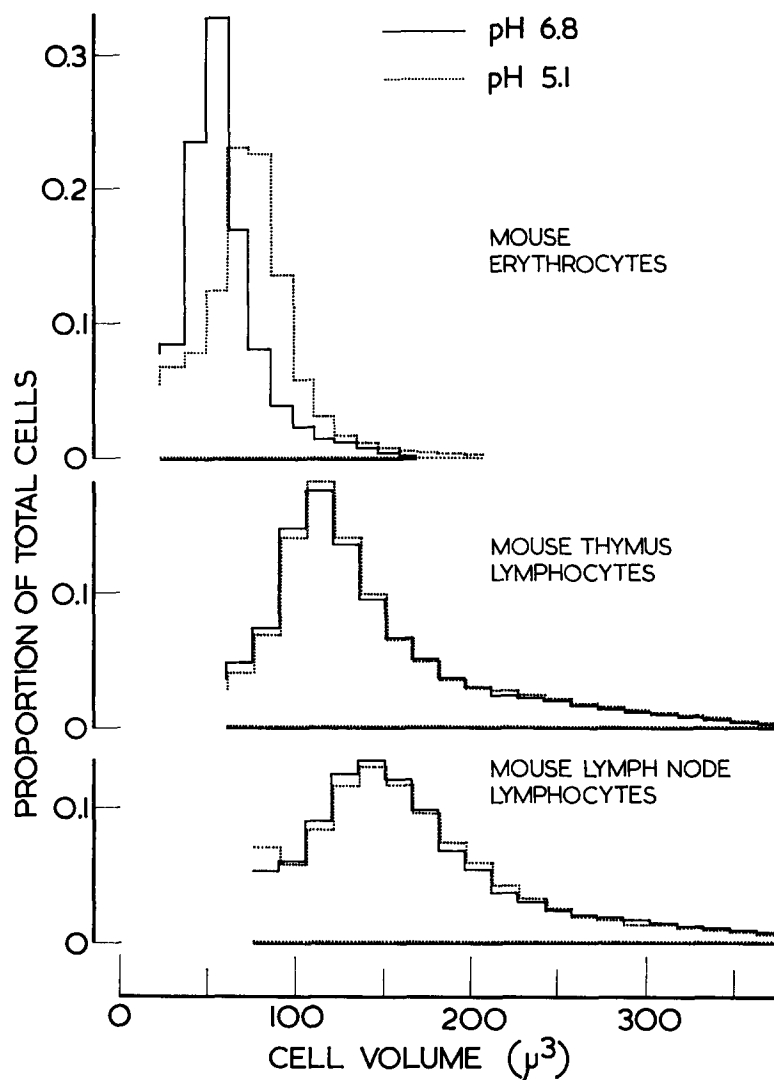 pH 6.8
pH 5.1
0.3
0.2
0.1
0
MOUSE
ERYTHROCYTES
0.1
0
MOUSE THYMUS
LYMPHOCYTES
0.1
0
MOUSE LYMPH NODE
LYMPHOCYTES
PROPORTION OF TOTAL CELLS
0 100 200 300
CELL VOLUME (µ³)